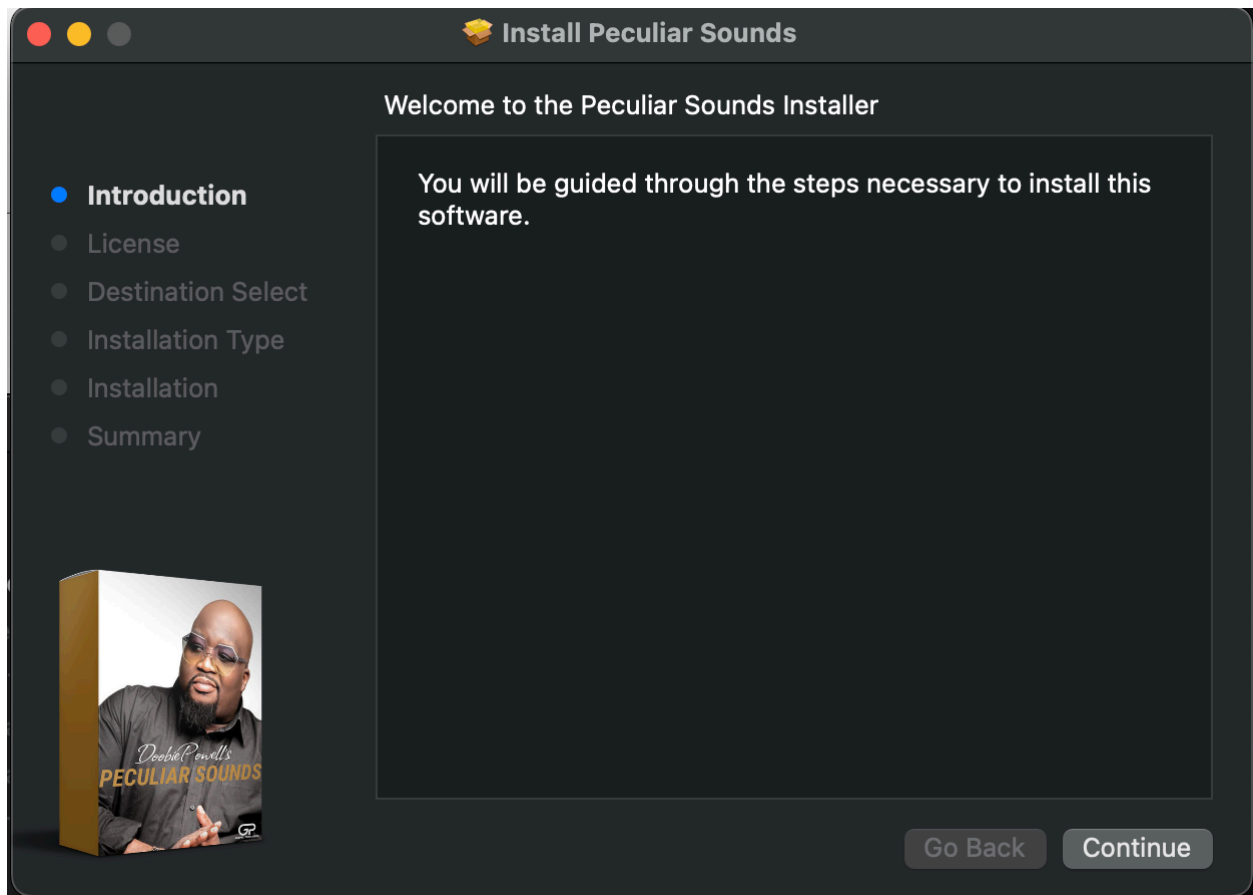 Install Peculiar Sounds
Welcome to the Peculiar Sounds Installer
You will be guided through the steps necessary to install this
software.
Introduction
License
Destination Select
Installation Type
Installation
Summary
Doobie Powell's
PECULIAR SOUNDS
GP
Go Back
Continue